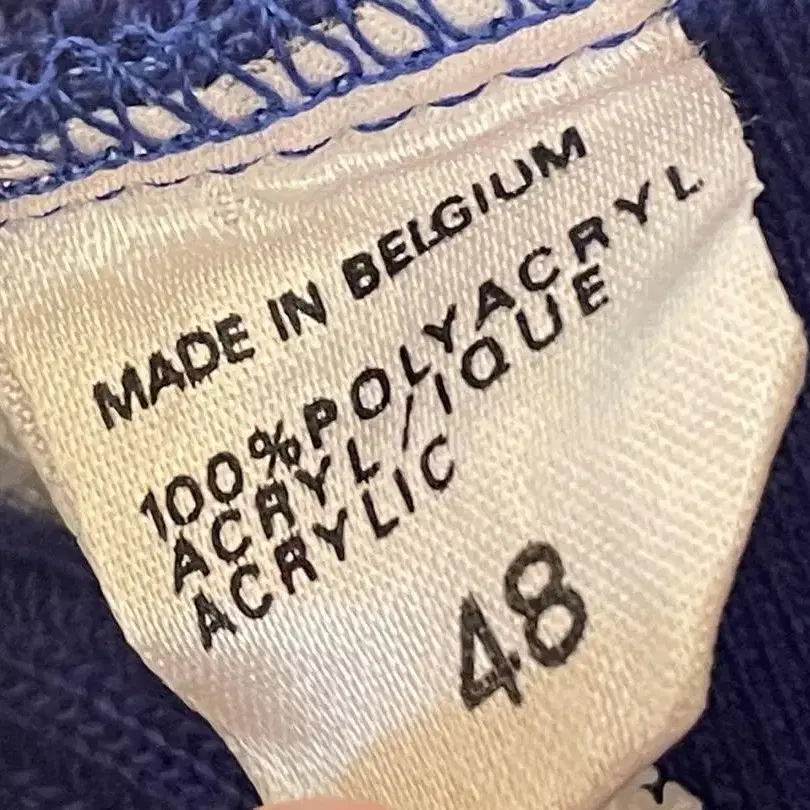 MADE IN BELGIUM
100%POLYACRYL
ACRYL/IQUE
ACRYLIC
48